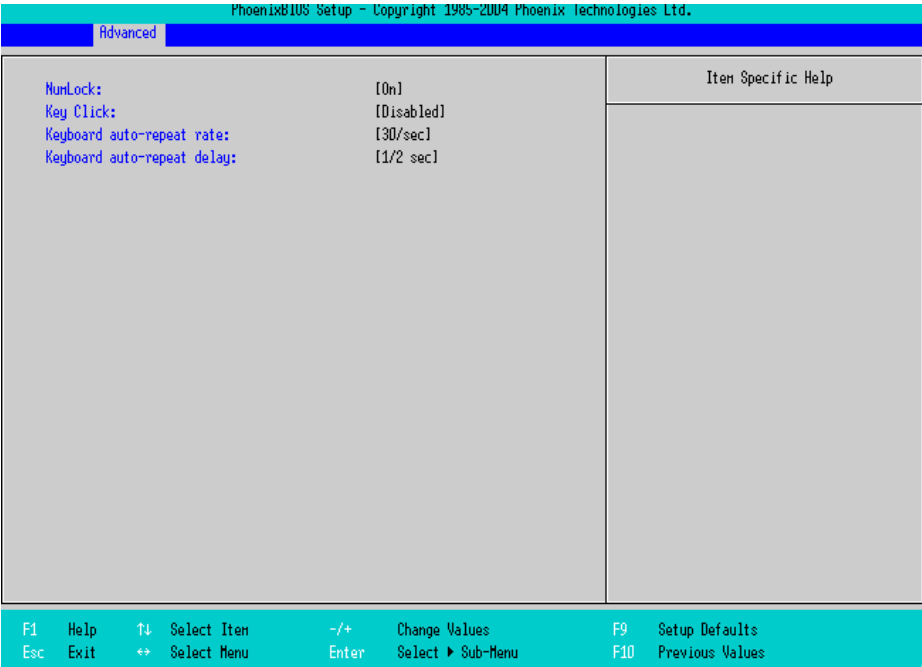 PhoenixBIOS Setup - Copyright 1985-2004 Phoenix Technologies Ltd.
Advanced
Item Specific Help
NumLock: [On]
Key Click: [Disabled]
Keyboard auto-repeat rate: [30/sec]
Keyboard auto-repeat delay: [1/2 sec]
F1 Help ↑↓ Select Item -/+ Change Values F9 Setup Defaults
Esc Exit ↔ Select Menu Enter Select ▶ Sub-Menu F10 Previous Values